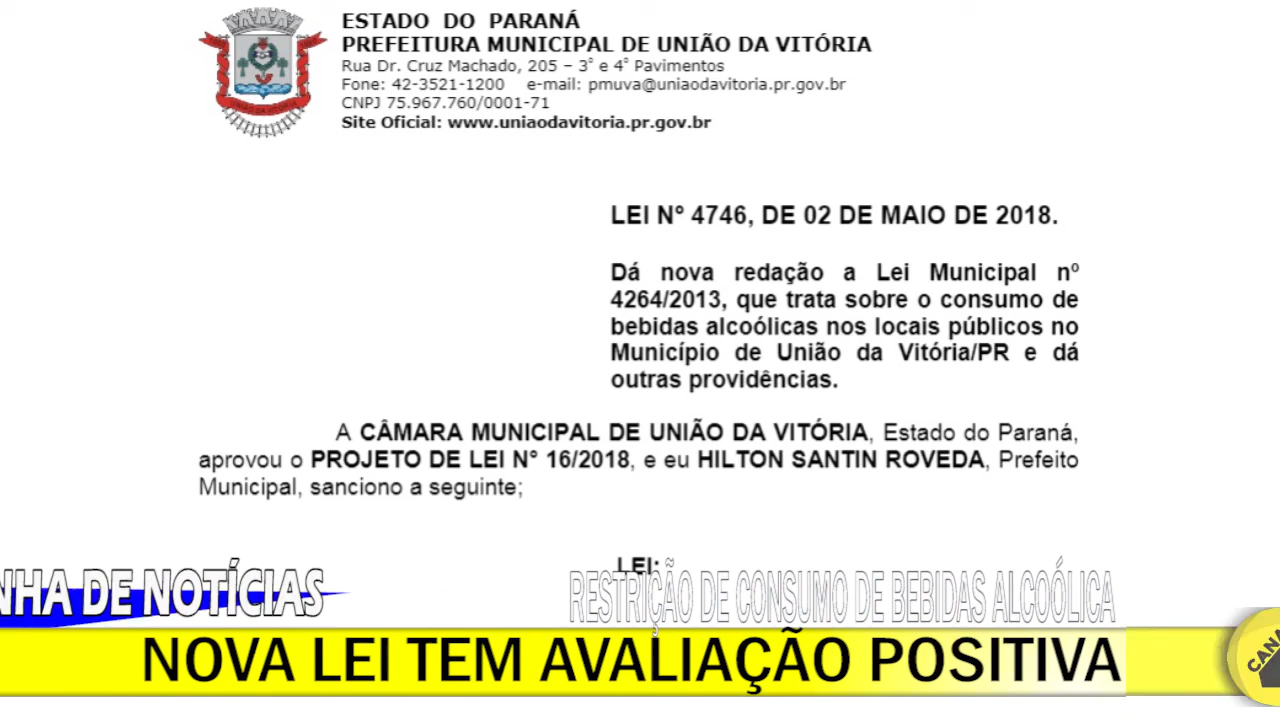 ESTADO DO PARANÁ
PREFEITURA MUNICIPAL DE UNIÃO DA VITÓRIA
Rua Dr. Cruz Machado, 205 – 3° e 4° Pavimentos
Fone: 42-3521-1200 e-mail: pmuva@uniaodavitoria.pr.gov.br
CNPJ 75.967.760/0001-71
Site Oficial: www.uniaodavitoria.pr.gov.br
UNIÃO DA VITÓRIA
LEI N° 4746, DE 02 DE MAIO DE 2018.
Dá nova redação a Lei Municipal nº
4264/2013, que trata sobre o consumo de
bebidas alcoólicas nos locais públicos no
Município de União da Vitória/PR e dá
outras providências.
A CÂMARA MUNICIPAL DE UNIÃO DA VITÓRIA, Estado do Paraná,
aprovou o PROJETO DE LEI N° 16/2018, e eu HILTON SANTIN ROVEDA, Prefeito
Municipal, sanciono a seguinte;
LEI:
NHA DE NOTÍCIAS
RESTRIÇÃO DE CONSUMO DE BEBIDAS ALCOÓLICA
NOVA LEI TEM AVALIAÇÃO POSITIVA
CANA